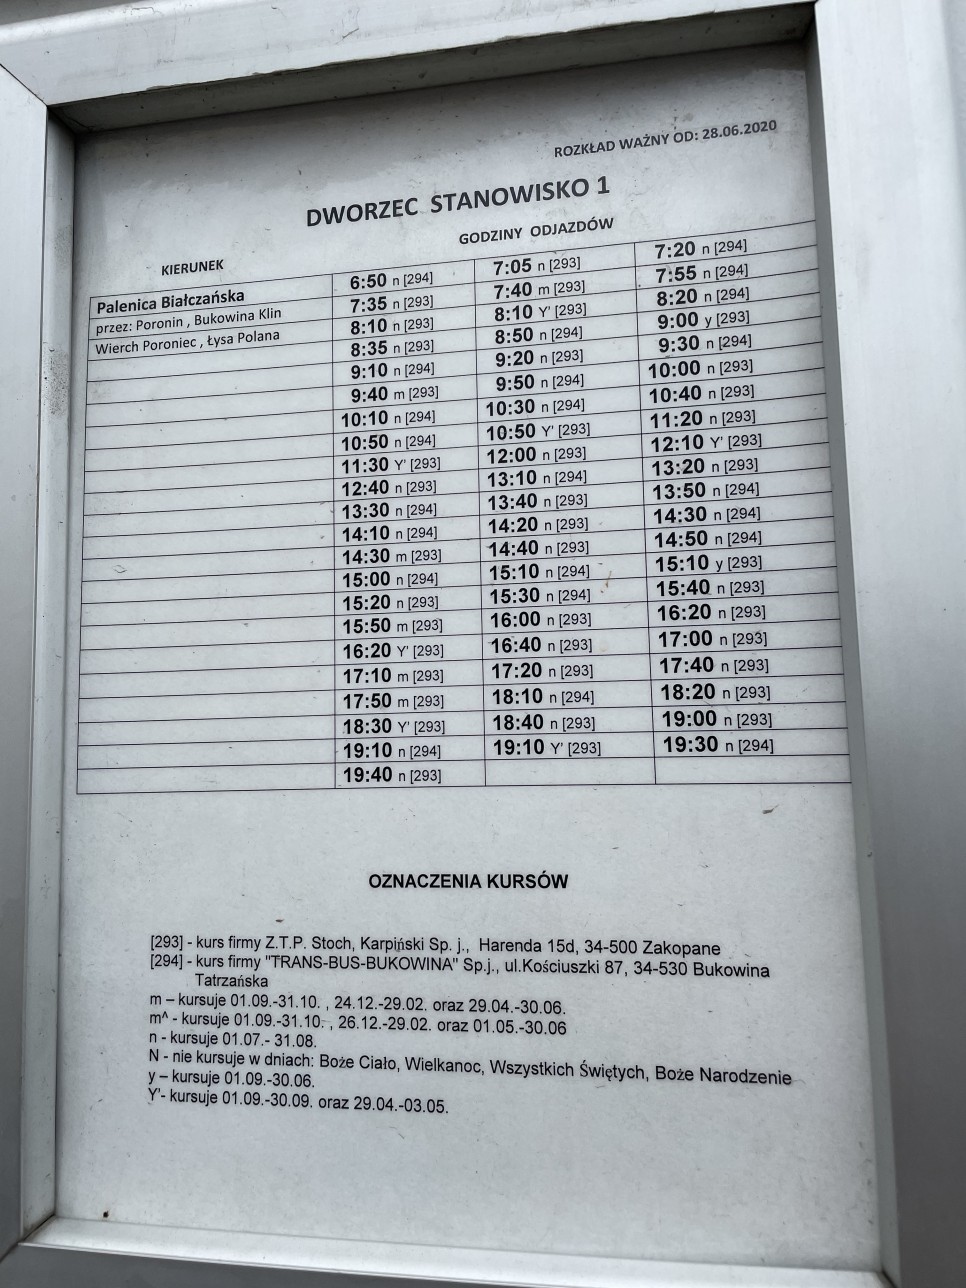 ROZKŁAD WAŻNY OD: 28.06.2020
DWORZEC STANOWISKO 1
GODZINY ODJAZDÓW
KIERUNEK
Palenica Białczańska 6:50 n [294] 7:05 n [293] 7:20 n [294]
przez: Poronin , Bukowina Klin 7:35 n [293] 7:40 m [293] 7:55 n [294]
Wierch Poroniec , Łysa Polana 8:10 n [293] 8:10 Y' [293] 8:20 n [294]
8:35 n [293] 8:50 n [294] 9:00 y [293]
9:10 n [294] 9:20 n [293] 9:30 n [294]
9:40 m [293] 9:50 n [294] 10:00 n [293]
10:10 n [294] 10:30 n [294] 10:40 n [293]
10:50 n [294] 10:50 Y' [293] 11:20 n [293]
11:30 Y' [293] 12:00 n [293] 12:10 Y' [293]
12:40 n [293] 13:10 n [294] 13:20 n [293]
13:30 n [294] 13:40 n [293] 13:50 n [294]
14:10 n [294] 14:20 n [293] 14:30 n [294]
14:30 m [293] 14:40 n [293] 14:50 n [294]
15:00 n [294] 15:10 n [294] 15:10 y [293]
15:20 n [293] 15:30 n [294] 15:40 n [293]
15:50 m [293] 16:00 n [293] 16:20 n [293]
16:20 Y' [293] 16:40 n [293] 17:00 n [293]
17:10 m [293] 17:20 n [293] 17:40 n [293]
17:50 m [293] 18:10 n [294] 18:20 n [293]
18:30 Y' [293] 18:40 n [293] 19:00 n [293]
19:10 n [294] 19:10 Y' [293] 19:30 n [294]
19:40 n [293]
OZNACZENIA KURSÓW
[293] - kurs firmy Z.T.P. Stoch, Karpiński Sp. j., Harenda 15d, 34-500 Zakopane
[294] - kurs firmy "TRANS-BUS-BUKOWINA" Sp.j., ul.Kościuszki 87, 34-530 Bukowina
Tatrzańska
m – kursuje 01.09.-31.10. , 24.12.-29.02. oraz 29.04.-30.06.
m^ - kursuje 01.09.-31.10. , 26.12.-29.02. oraz 01.05.-30.06
n - kursuje 01.07.- 31.08.
N - nie kursuje w dniach: Boże Ciało, Wielkanoc, Wszystkich Świętych, Boże Narodzenie
y – kursuje 01.09.-30.06.
Y'- kursuje 01.09.-30.09. oraz 29.04.-03.05.